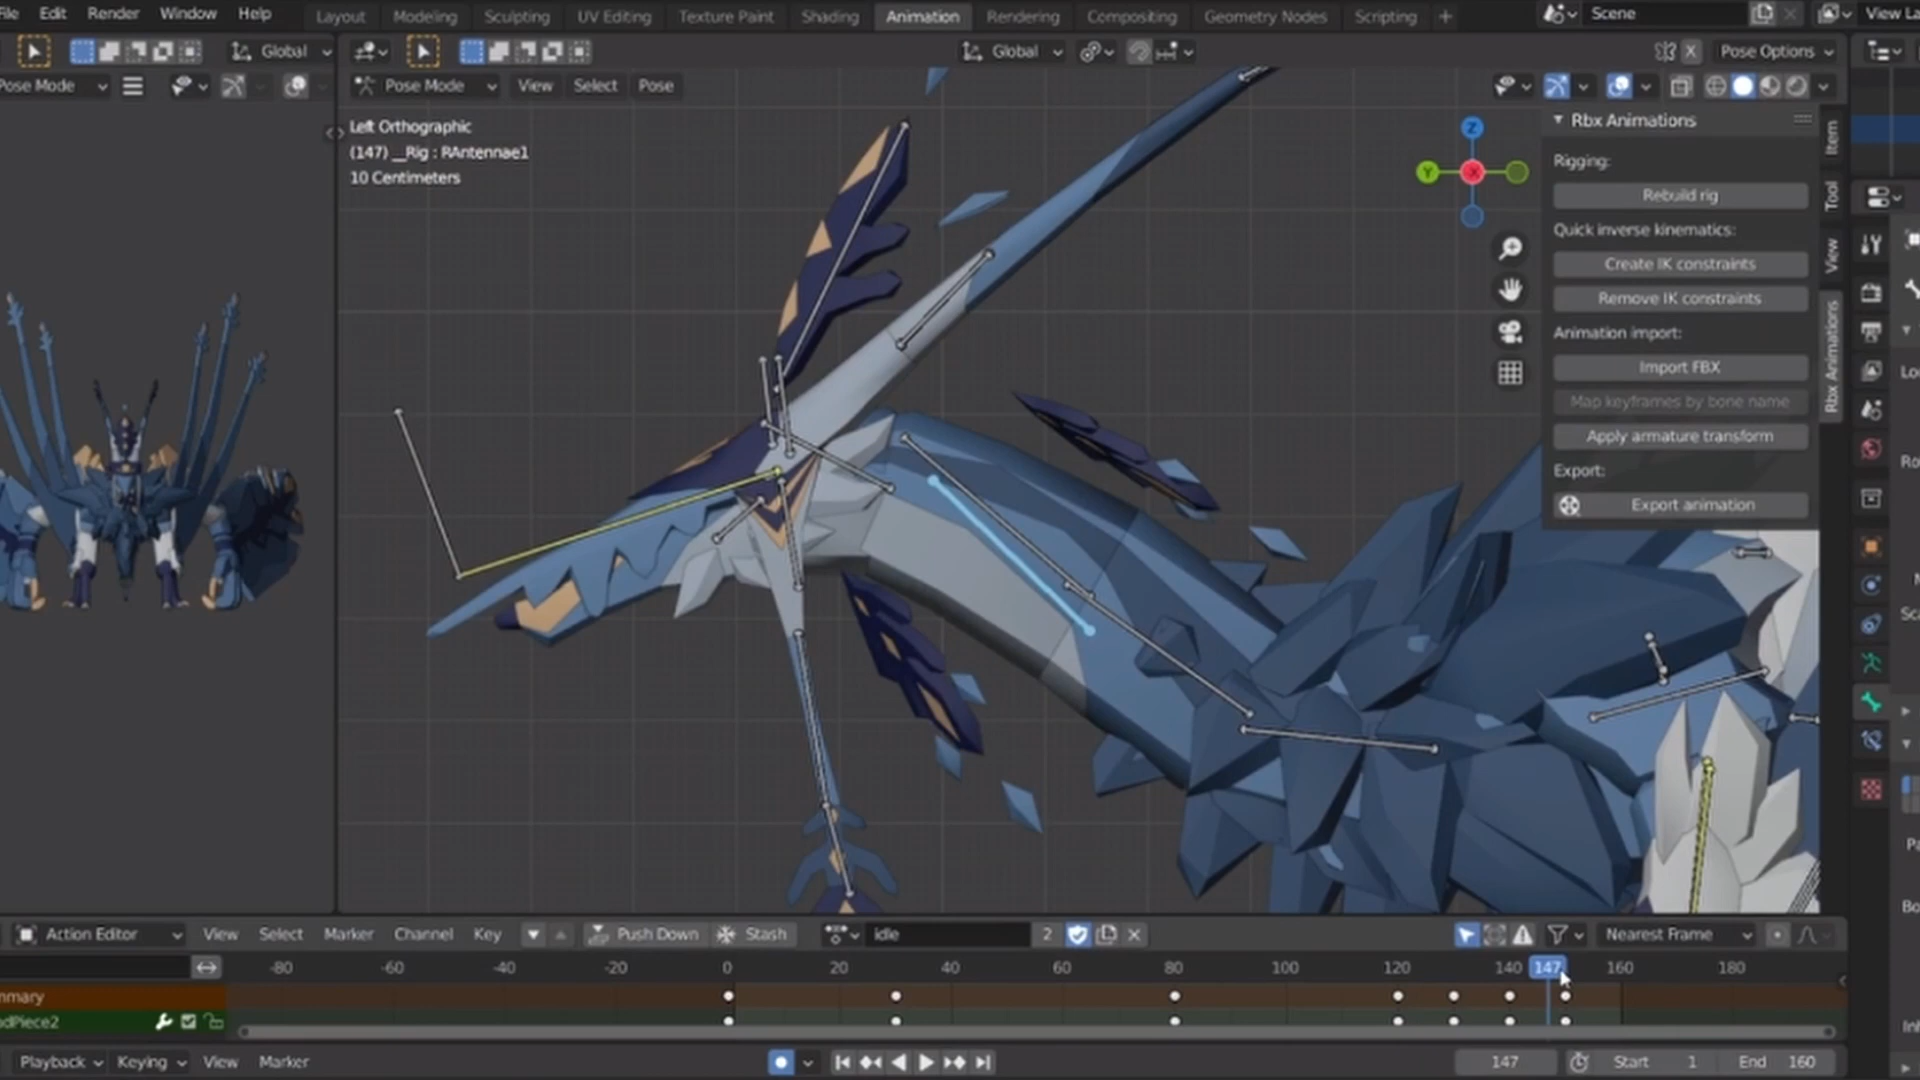 File Edit Render Window Help Layout Modeling Sculpting UV Editing Texture Paint Shading Animation Rendering Compositing Geometry Nodes Scripting + Scene View La
Global Global X Pose Options
Pose Mode Pose Mode View Select Pose
Left Orthographic
(147) __Rig : RAntennae1
10 Centimeters
Z
Y X
Rbx Animations
Rigging:
Rebuild rig
Quick inverse kinematics:
Create IK constraints
Remove IK constraints
Animation import:
Import FBX
Map keyframes by bone name
Apply armature transform
Export:
Export animation
Item
Tool
View
Rbx Animations
Action Editor View Select Marker Channel Key Push Down Stash Idle 2 Nearest Frame
-80 -60 -40 -20 0 20 40 60 80 100 120 140 147 160 180
mmary
adPiece2
Playback Keying View Marker 147 Start 1 End 160